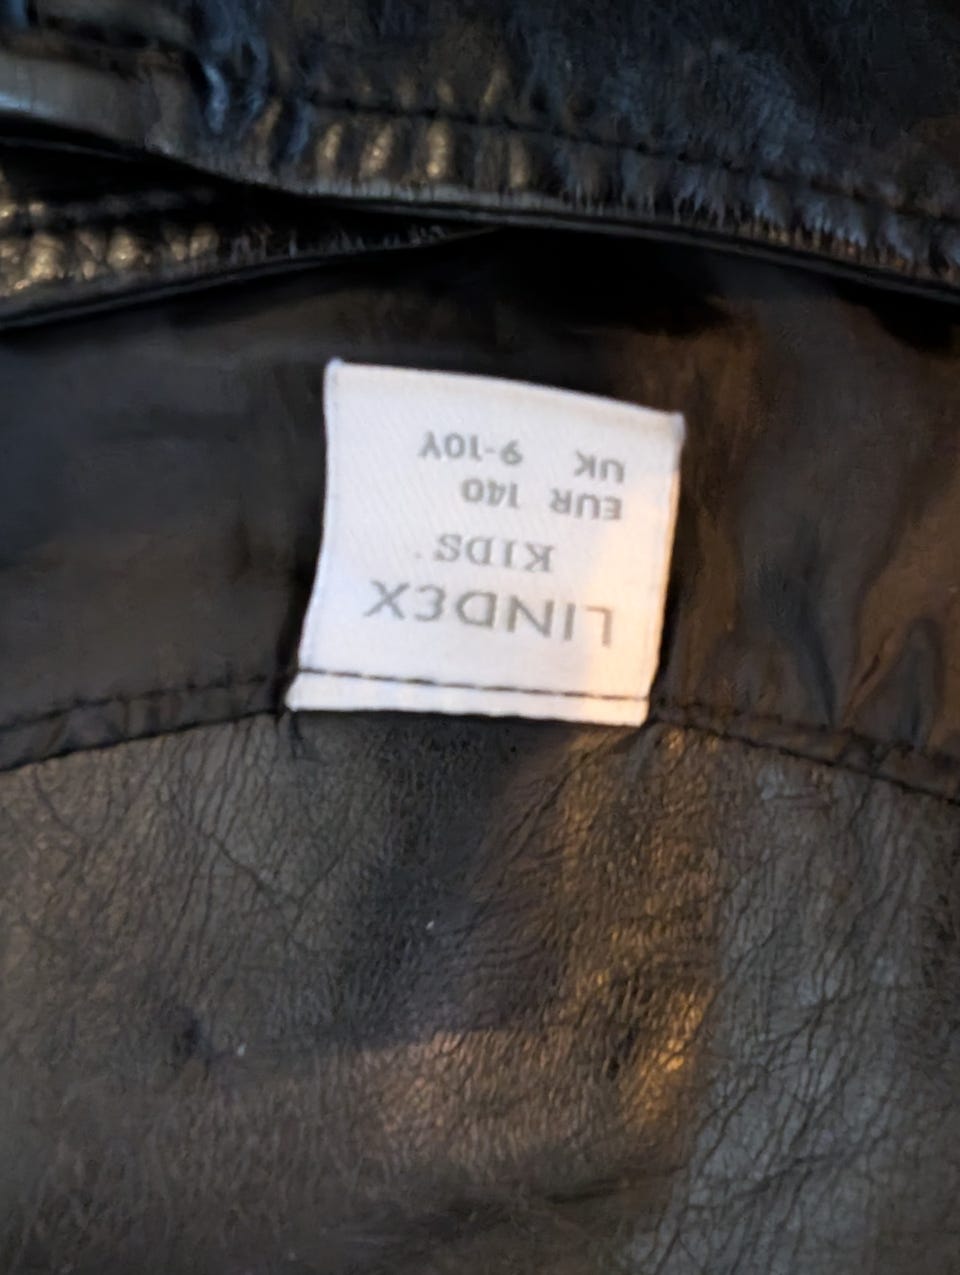 LINDEX
KIDS
EUR 140
UK 9-10Y